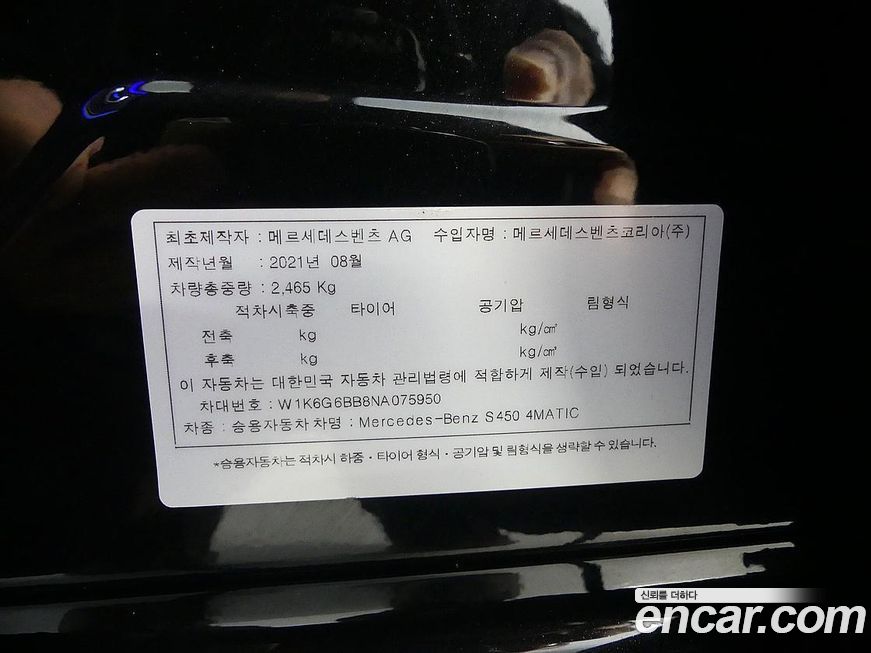 최초제작자 : 메르세데스벤츠 AG 수입자명 : 메르세데스벤츠코리아(주)
제작년월 : 2021년 08월
차량총중량 : 2,465 Kg
적차시축중 타이어 공기압 림형식
전축 kg kg/㎠
후축 kg kg/㎠
이 자동차는 대한민국 자동차 관리법령에 적합하게 제작(수입) 되었습니다.
차대번호 : W1K6G6BB8NA075950
차종 : 승용자동차 차명 : Mercedes-Benz S450 4MATIC
*승용자동차는 적차시 하중·타이어 형식·공기압 및 림형식을 생략할 수 있습니다.
신뢰를 더하다
encar.com